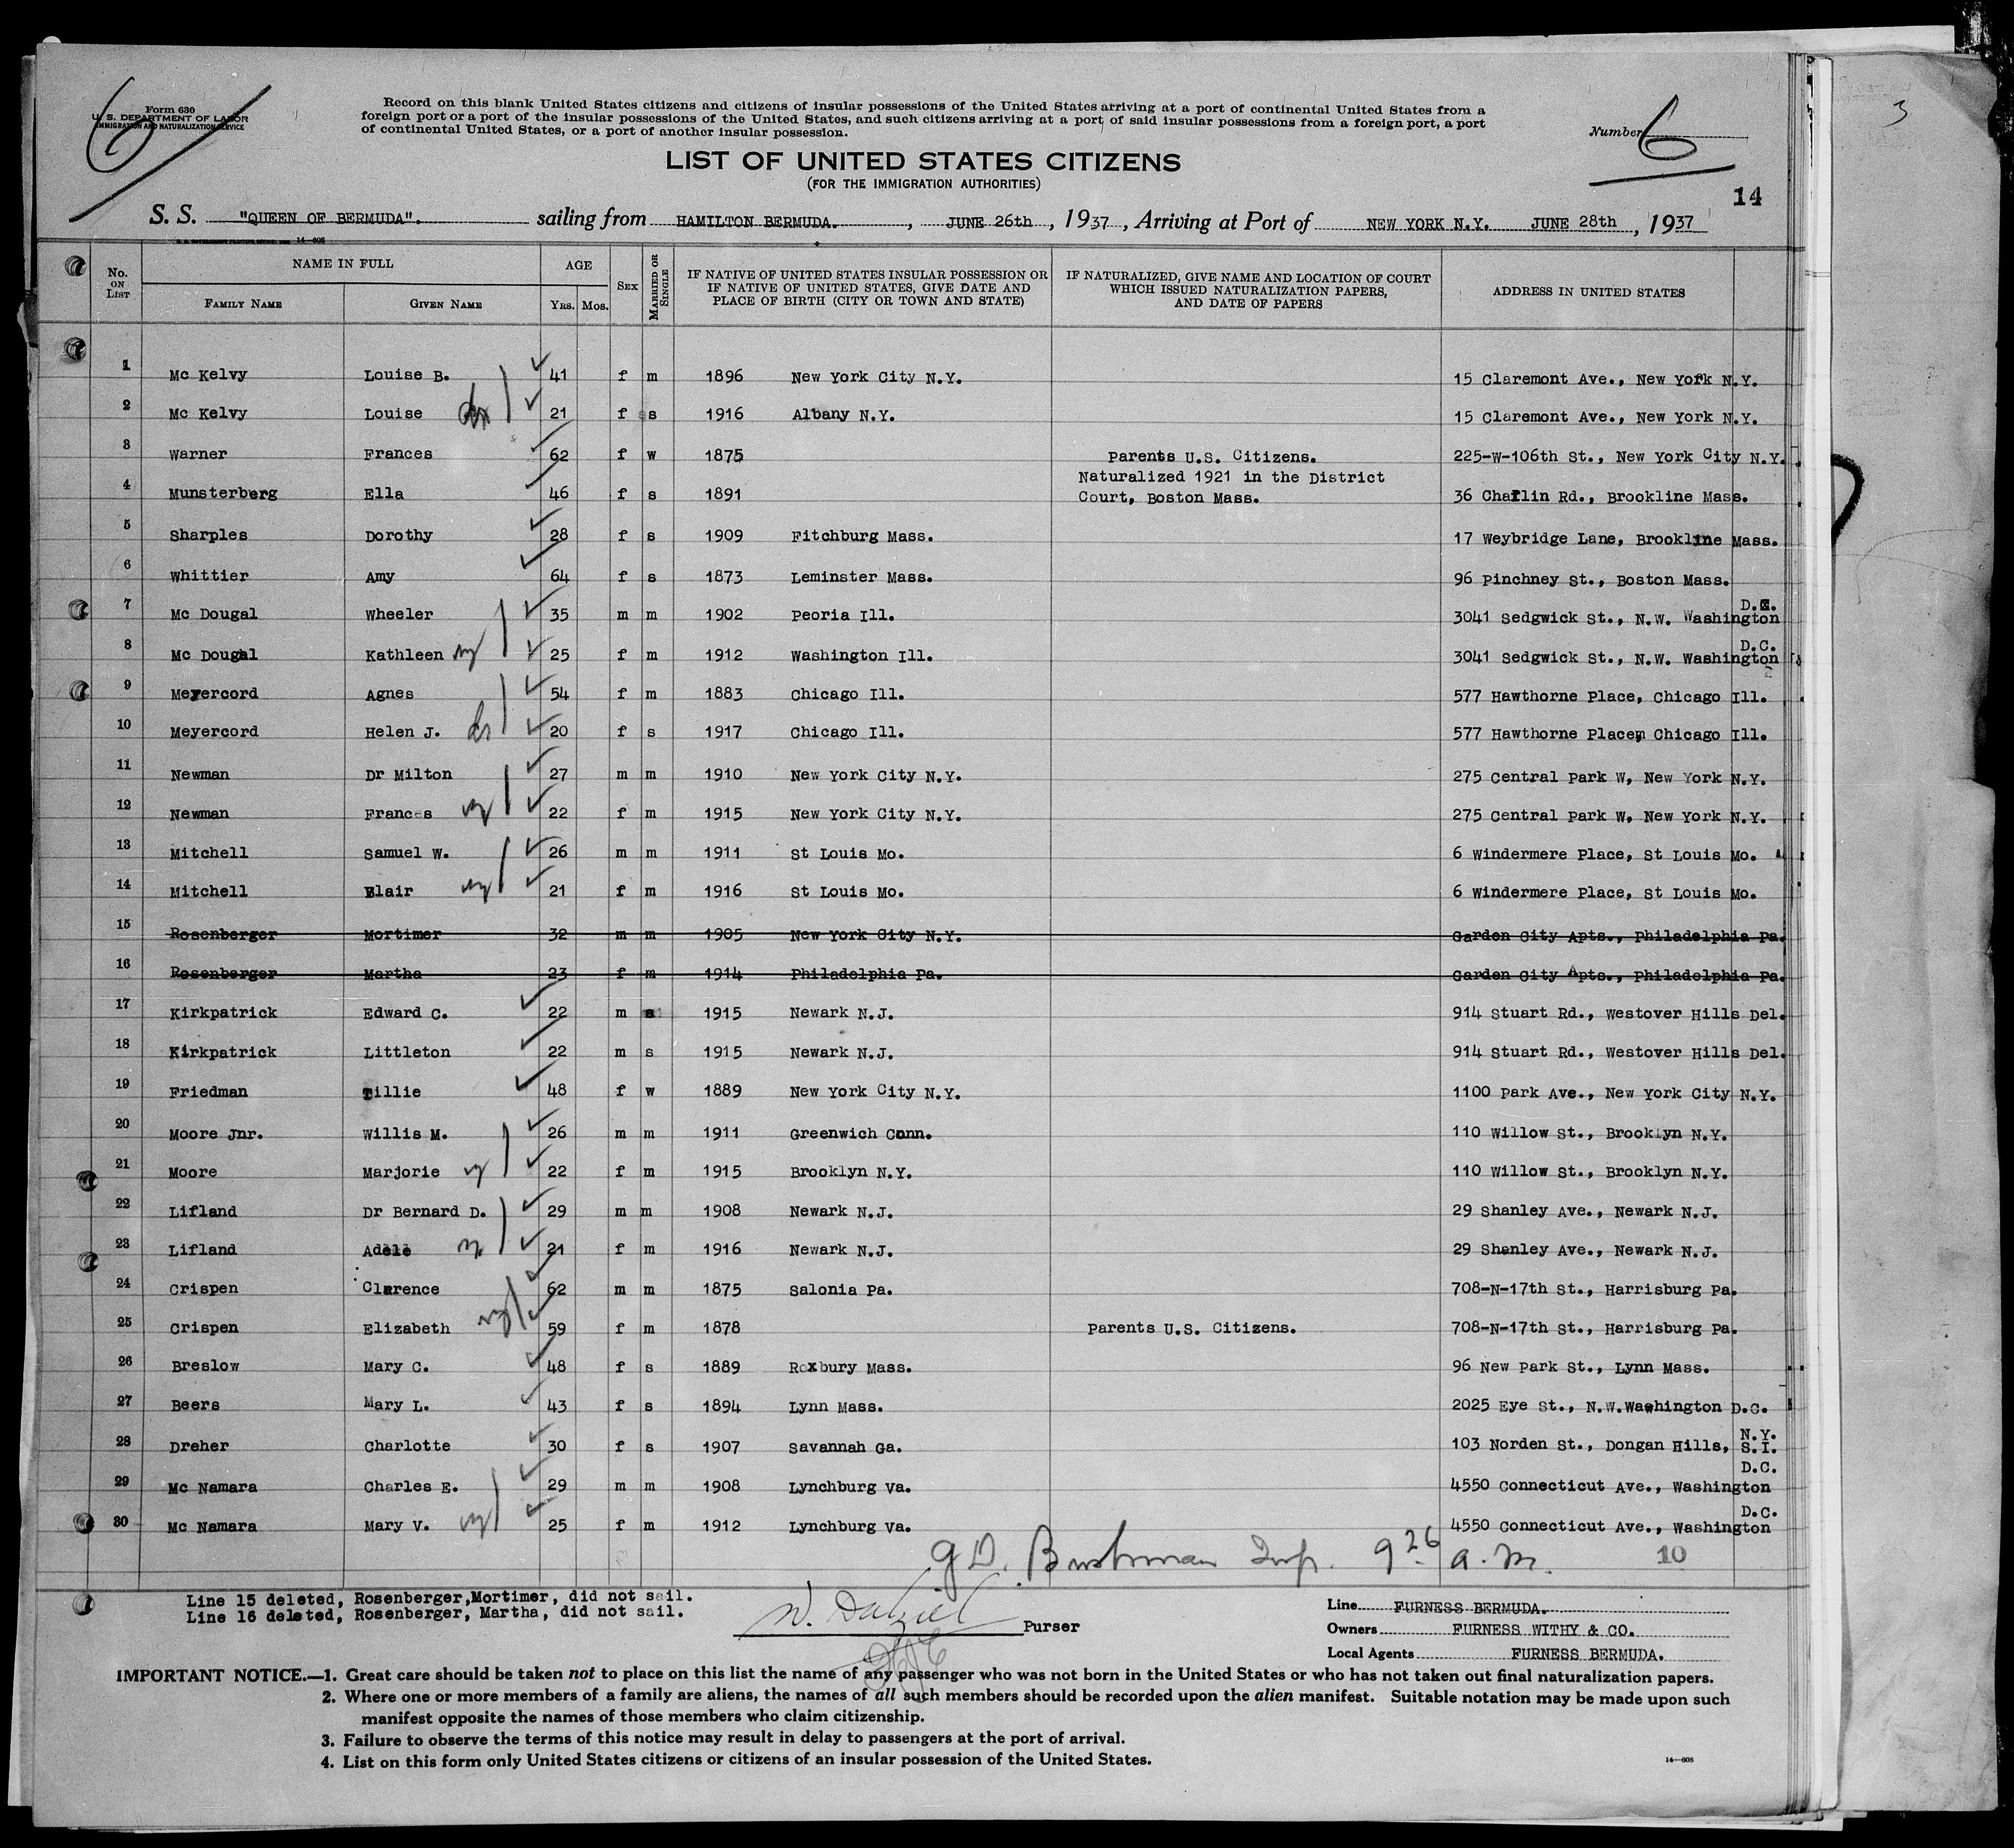 Form 630
U. S. DEPARTMENT OF LABOR
IMMIGRATION AND NATURALIZATION SERVICE
6
Record on this blank United States citizens and citizens of insular possessions of the United States arriving at a port of continental United States from a
foreign port or a port of the insular possessions of the United States, and such citizens arriving at a port of said insular possessions from a foreign port, a port
of continental United States, or a port of another insular possession.
Number 6
3
LIST OF UNITED STATES CITIZENS
(FOR THE IMMIGRATION AUTHORITIES)
14
S. S. "QUEEN OF BERMUDA". sailing from HAMILTON BERMUDA. , JUNE 26th , 1937 , Arriving at Port of NEW YORK N.Y. JUNE 28th , 1937
14-608
No. ON LIST NAME IN FULL FAMILY NAME GIVEN NAME AGE YRS. MOS. SEX MARRIED OR SINGLE IF NATIVE OF UNITED STATES INSULAR POSSESSION OR IF NATIVE OF UNITED STATES, GIVE DATE AND PLACE OF BIRTH (CITY OR TOWN AND STATE) IF NATURALIZED, GIVE NAME AND LOCATION OF COURT WHICH ISSUED NATURALIZATION PAPERS, AND DATE OF PAPERS ADDRESS IN UNITED STATES
1 Mc Kelvy Louise B. 41 f m 1896 New York City N.Y. 15 Claremont Ave., New York N.Y.
2 Mc Kelvy Louise 21 f s 1916 Albany N.Y. 15 Claremont Ave., New York N.Y.
3 Warner Frances 62 f w 1875 Parents U.S. Citizens. 225-W-106th St., New York City N.Y.
4 Munsterberg Ella 46 f s 1891 Naturalized 1921 in the District Court, Boston Mass. 36 Chatlin Rd., Brookline Mass.
5 Sharples Dorothy 28 f s 1909 Fitchburg Mass. 17 Weybridge Lane, Brookline Mass.
6 Whittier Amy 64 f s 1873 Leminster Mass. 96 Pinchney St., Boston Mass.
7 Mc Dougal Wheeler 35 m m 1902 Peoria Ill. 3041 Sedgwick St., N.W. Washington D.C.
8 Mc Dougal Kathleen 25 f m 1912 Washington Ill. 3041 Sedgwick St., N.W. Washington D.C.
9 Meyercord Agnes 54 f m 1883 Chicago Ill. 577 Hawthorne Place, Chicago Ill.
10 Meyercord Helen J. 20 f s 1917 Chicago Ill. 577 Hawthorne Place, Chicago Ill.
11 Newman Dr Milton 27 m m 1910 New York City N.Y. 275 Central Park W, New York N.Y.
12 Newman Frances 22 f m 1915 New York City N.Y. 275 Central Park W, New York N.Y.
13 Mitchell Samuel W. 26 m m 1911 St Louis Mo. 6 Windermere Place, St Louis Mo.
14 Mitchell Blair 21 f m 1916 St Louis Mo. 6 Windermere Place, St Louis Mo.
15 Rosenberger Mortimer 32 m m 1905 New York City N.Y. Garden City Apts., Philadelphia Pa.
16 Rosenberger Martha 23 f m 1914 Philadelphia Pa. Garden City Apts., Philadelphia Pa.
17 Kirkpatrick Edward C. 22 m s 1915 Newark N.J. 914 Stuart Rd., Westover Hills Del.
18 Kirkpatrick Littleton 22 m s 1915 Newark N.J. 914 Stuart Rd., Westover Hills Del.
19 Friedman Tillie 48 f w 1889 New York City N.Y. 1100 Park Ave., New York City N.Y.
20 Moore Jnr. Willis M. 26 m m 1911 Greenwich Conn. 110 Willow St., Brooklyn N.Y.
21 Moore Marjorie 22 f m 1915 Brooklyn N.Y. 110 Willow St., Brooklyn N.Y.
22 Lifland Dr Bernard D. 29 m m 1908 Newark N.J. 29 Shanley Ave., Newark N.J.
23 Lifland Adele 21 f m 1916 Newark N.J. 29 Shanley Ave., Newark N.J.
24 Crispen Clarence 62 m m 1875 Salonia Pa. 708-N-17th St., Harrisburg Pa.
25 Crispen Elizabeth 59 f m 1878 Parents U.S. Citizens. 708-N-17th St., Harrisburg Pa.
26 Breslow Mary C. 48 f s 1889 Roxbury Mass. 96 New Park St., Lynn Mass.
27 Beers Mary L. 43 f s 1894 Lynn Mass. 2025 Eye St., N.W.Washington D.C.
28 Dreher Charlotte 30 f s 1907 Savannah Ga. 103 Norden St., Dongan Hills, S.I. N.Y.
29 Mc Namara Charles E. 29 m m 1908 Lynchburg Va. 4550 Connecticut Ave., Washington D.C.
30 Mc Namara Mary V. 25 f m 1912 Lynchburg Va. 4550 Connecticut Ave., Washington D.C.
Insp. 9 26 a.m. 10
Line 15 deleted, Rosenberger,Mortimer, did not sail.
Line 16 deleted, Rosenberger, Martha, did not sail.
Purser
Line FURNESS BERMUDA.
Owners FURNESS WITHY & CO.
Local Agents FURNESS BERMUDA.
IMPORTANT NOTICE.—1. Great care should be taken not to place on this list the name of any passenger who was not born in the United States or who has not taken out final naturalization papers.
2. Where one or more members of a family are aliens, the names of all such members should be recorded upon the alien manifest. Suitable notation may be made upon such
manifest opposite the names of those members who claim citizenship.
3. Failure to observe the terms of this notice may result in delay to passengers at the port of arrival.
4. List on this form only United States citizens or citizens of an insular possession of the United States.
14—608